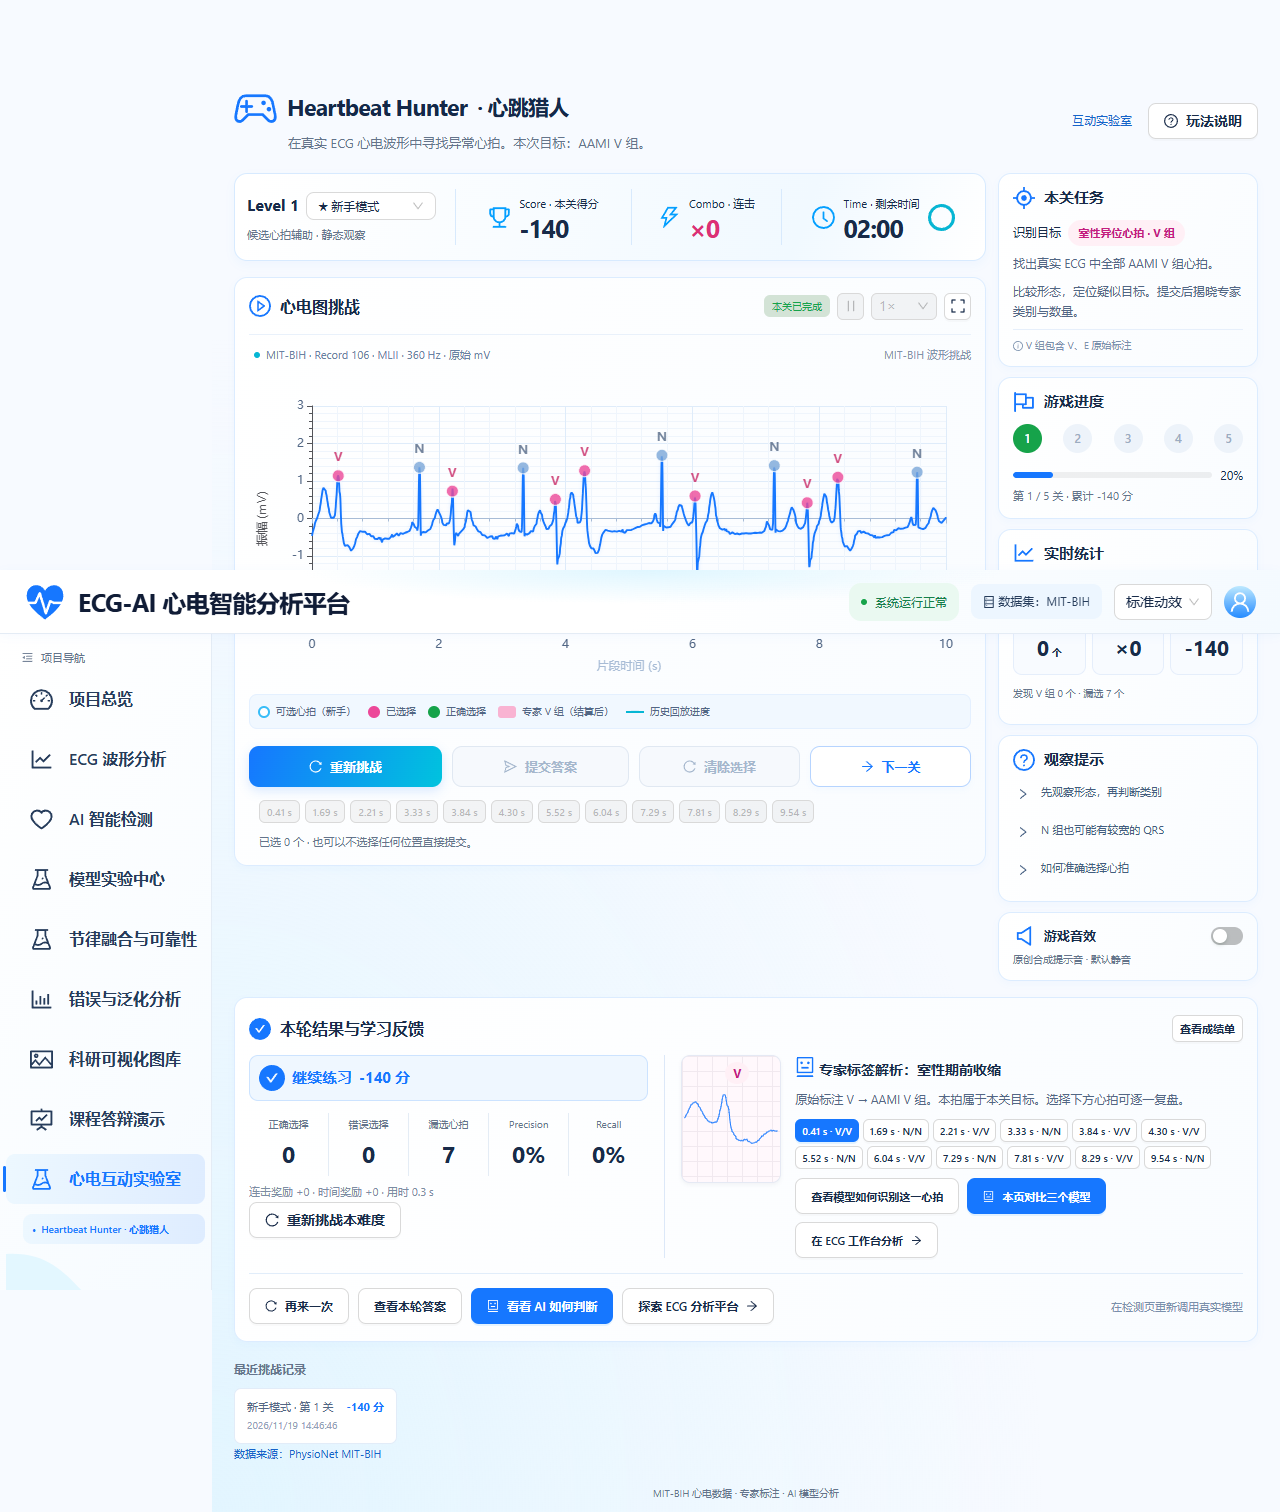 Heartbeat Hunter · 心跳猎人
在真实 ECG 心电波形中寻找异常心拍。本次目标：AAMI V 组。
互动实验室
玩法说明
Level 1
★ 新手模式
候选心拍辅助 · 静态观察
Score · 本关得分
-140
Combo · 连击
×0
Time · 剩余时间
02:00
心电图挑战
本关已完成
1×
MIT-BIH · Record 106 · MLII · 360 Hz · 原始 mV
MIT-BIH 波形挑战
3
2
1
0
-1
振幅 (mV)
V
N
V
N
V
V
N
V
N
V
V
N
本关任务
识别目标
室性异位心拍 · V 组
找出真实 ECG 中全部 AAMI V 组心拍。
比较形态，定位疑似目标。提交后揭晓专家
类别与数量。
V 组包含 V、E 原始标注
游戏进度
1
2
3
4
5
20%
第 1 / 5 关 · 累计 -140 分
实时统计
ECG-AI 心电智能分析平台
系统运行正常
数据集：MIT-BIH
标准动效
0
2
4
6
8
10
片段时间 (s)
可选心拍（新手）
已选择
正确选择
专家 V 组（结算后）
历史回放进度
重新挑战
提交答案
清除选择
下一关
0.41 s
1.69 s
2.21 s
3.33 s
3.84 s
4.30 s
5.52 s
6.04 s
7.29 s
7.81 s
8.29 s
9.54 s
已选 0 个 · 也可以不选择任何位置直接提交。
0 个
×0
-140
发现 V 组 0 个 · 漏选 7 个
观察提示
先观察形态，再判断类别
N 组也可能有较宽的 QRS
如何准确选择心拍
游戏音效
原创合成提示音 · 默认静音
项目导航
项目总览
ECG 波形分析
AI 智能检测
模型实验中心
节律融合与可靠性
错误与泛化分析
科研可视化图库
课程答辩演示
心电互动实验室
Heartbeat Hunter · 心跳猎人
本轮结果与学习反馈
查看成绩单
继续练习 -140 分
正确选择
0
错误选择
0
漏选心拍
7
Precision
0%
Recall
0%
连击奖励 +0 · 时间奖励 +0 · 用时 0.3 s
重新挑战本难度
V
专家标签解析：室性期前收缩
原始标注 V → AAMI V 组。本拍属于本关目标。选择下方心拍可逐一复盘。
0.41 s · V/V
1.69 s · N/N
2.21 s · V/V
3.33 s · N/N
3.84 s · V/V
4.30 s · V/V
5.52 s · N/N
6.04 s · V/V
7.29 s · N/N
7.81 s · V/V
8.29 s · V/V
9.54 s · N/N
查看模型如何识别这一心拍
本页对比三个模型
在 ECG 工作台分析
再来一次
查看本轮答案
看看 AI 如何判断
探索 ECG 分析平台
在检测页重新调用真实模型
最近挑战记录
新手模式 · 第 1 关
-140 分
2026/11/19 14:46:46
数据来源：PhysioNet MIT-BIH
MIT-BIH 心电数据 · 专家标注 · AI 模型分析